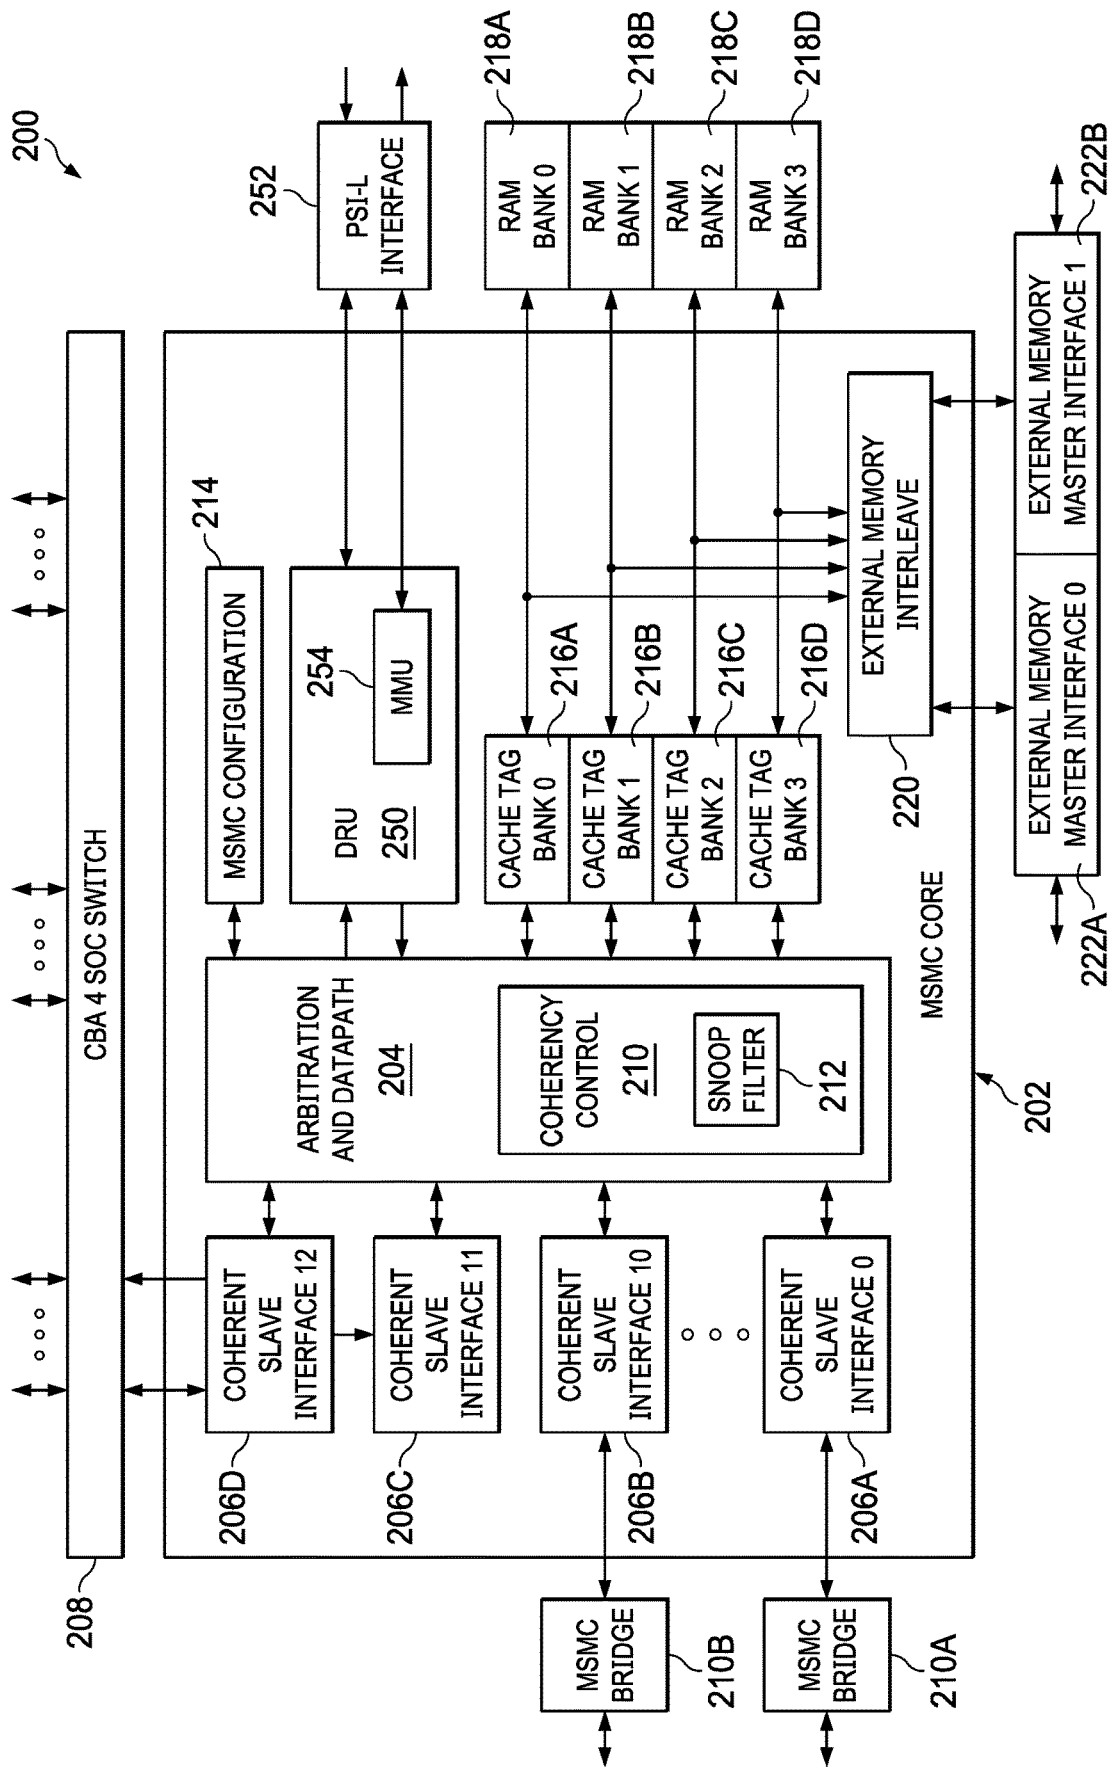 200
CBA 4 SOC SWITCH
208
COHERENT
SLAVE
INTERFACE 12
206D
COHERENT
SLAVE
INTERFACE 11
206C
COHERENT
SLAVE
INTERFACE 10
206B
COHERENT
SLAVE
INTERFACE 0
206A
MSMC
BRIDGE
210B
MSMC
BRIDGE
210A
ARBITRATION
AND DATAPATH
204
COHERENCY
CONTROL
210
SNOOP
FILTER
212
MSMC CONFIGURATION
214
DRU
250
MMU
254
PSI-L
INTERFACE
252
CACHE TAG
BANK 0
216A
CACHE TAG
BANK 1
216B
CACHE TAG
BANK 2
216C
CACHE TAG
BANK 3
216D
RAM
BANK 0
218A
RAM
BANK 1
218B
RAM
BANK 2
218C
RAM
BANK 3
218D
EXTERNAL MEMORY
INTERLEAVE
220
MSMC CORE
202
EXTERNAL MEMORY
MASTER INTERFACE 0
222A
EXTERNAL MEMORY
MASTER INTERFACE 1
222B